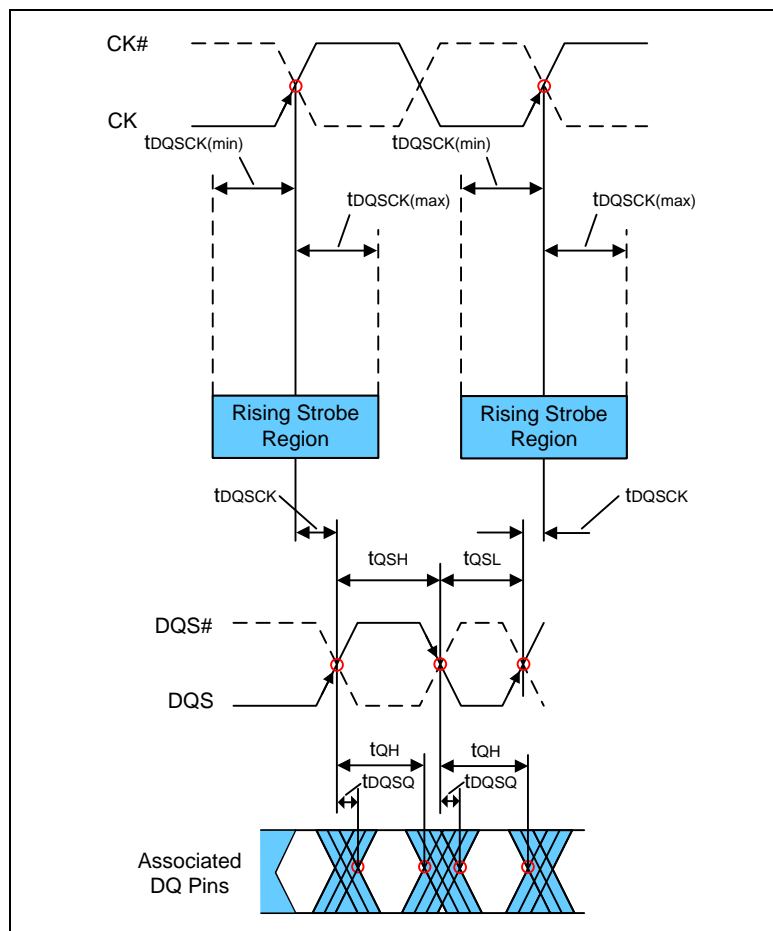 CK#
CK
tDQSCK(min)
tDQSCK(min)
tDQSCK(max)
tDQSCK(max)
Rising Strobe
Region
Rising Strobe
Region
tDQSCK
tDQSCK
tQSH
tQSL
DQS#
DQS
tQH
tQH
tDQSQ
tDQSQ
Associated
DQ Pins